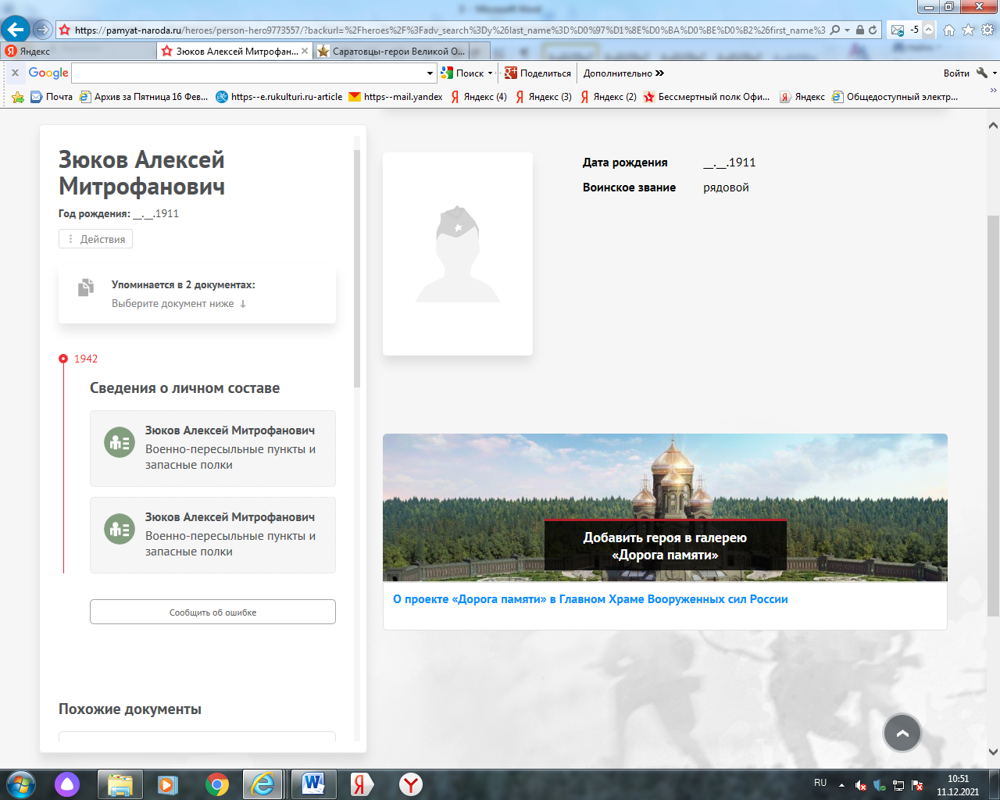 https://pamyat-naroda.ru/heroes/person-hero9773557/?backurl=%2Fheroes%2F%3Fadv_search%3Dy%26last_name%3D%D0%97%D1%8E%D0%BA%D0%BE%D0%B2%26first_name%3
-5
Яндекс
Зюков Алексей Митрофан...
Саратовцы-герои Великой О...
x Google
Поиск
Поделиться
Дополнительно »
Войти
Почта
Архив за Пятница 16 Фев...
https--e.rukulturi.ru-article
https--mail.yandex
Яндекс (4)
Яндекс (3)
Яндекс (2)
Бессмертный полк Офи...
Яндекс
Общедоступный электр...
Зюков Алексей
Митрофанович
Год рождения: __.__.1911
Действия
Упоминается в 2 документах:
Выберите документ ниже ↓
1942
Сведения о личном составе
Зюков Алексей Митрофанович
Военно-пересыльные пункты и
запасные полки
Зюков Алексей Митрофанович
Военно-пересыльные пункты и
запасные полки
Сообщить об ошибке
Похожие документы
Дата рождения __.__.1911
Воинское звание рядовой
Добавить героя в галерею
«Дорога памяти»
О проекте «Дорога памяти» в Главном Храме Вооруженных сил России
RU
10:51
11.12.2021